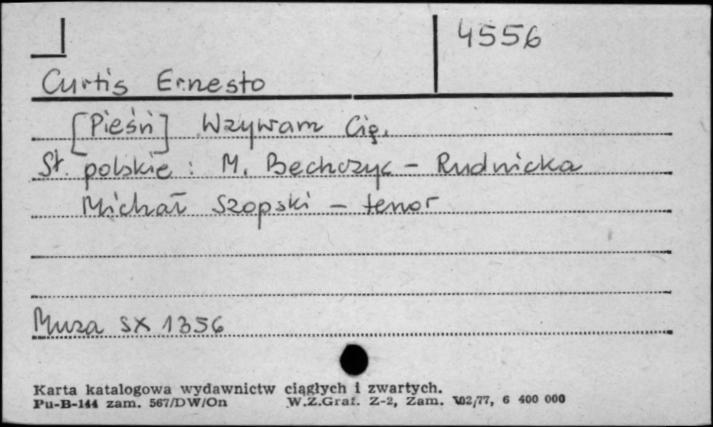 4556
Curtis Ernesto
[Pieśń] Wzywam Cię.
Sł. polskie : M. Bechczyc - Rudnicka
Michał Szopski - tenor
Muza SX 1356
Karta katalogowa wydawnictw ciągłych i zwartych.
Pu-B-144 zam. 567/DW/On W.Z.Graf. Z-2, Zam. 702/77, 6 400 000